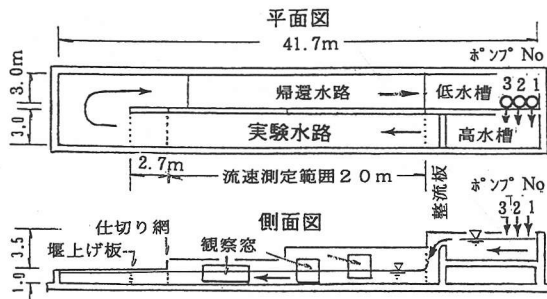 平面図
41.7m
ﾎﾟﾝﾌﾟ No
3 2 1
3.0m
帰還水路
低水槽
3.0
実験水路
高水槽
2.7m
流速測定範囲20m
整流板
ﾎﾟﾝﾌﾟ No
3 2 1
側面図
仕切り網
堰上げ板
観察窓
3.5
1.0